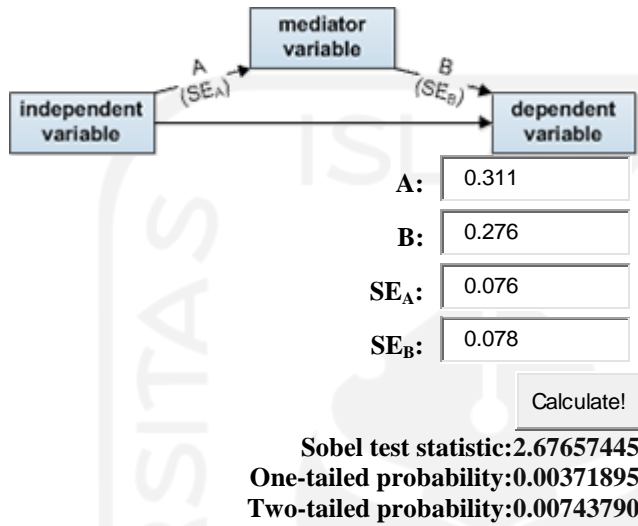 mediator
variable
A
(SEA)
B
(SEB)
independent
variable
dependent
variable
A: 0.311
B: 0.276
SEA: 0.076
SEB: 0.078
Calculate!
Sobel test statistic:2.67657445
One-tailed probability:0.00371895
Two-tailed probability:0.00743790